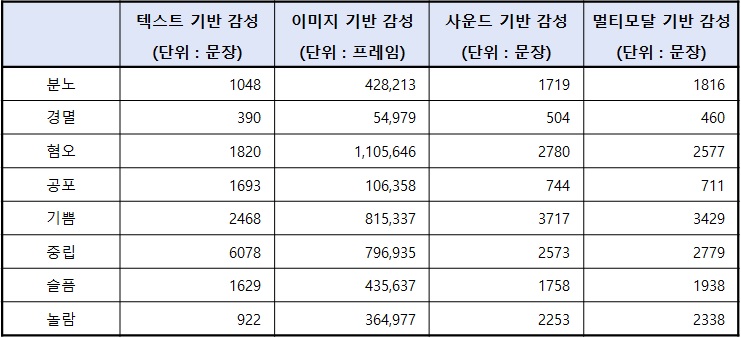 텍스트 기반 감성 이미지 기반 감성 사운드 기반 감성 멀티모달 기반 감성
(단위 : 문장) (단위 : 프레임) (단위 : 문장) (단위 : 문장)
분노 1048 428,213 1719 1816
경멸 390 54,979 504 460
혐오 1820 1,105,646 2780 2577
공포 1693 106,358 744 711
기쁨 2468 815,337 3717 3429
중립 6078 796,935 2573 2779
슬픔 1629 435,637 1758 1938
놀람 922 364,977 2253 2338